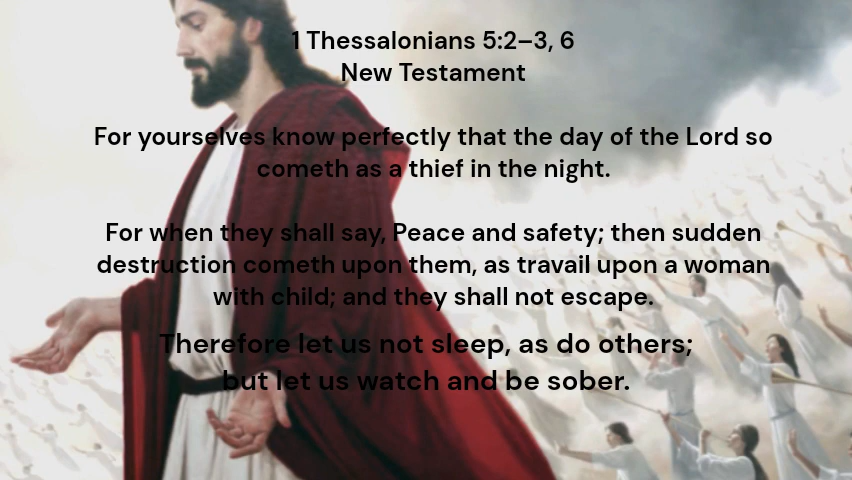 1 Thessalonians 5:2–3, 6
New Testament
For yourselves know perfectly that the day of the Lord so
cometh as a thief in the night.
For when they shall say, Peace and safety; then sudden
destruction cometh upon them, as travail upon a woman
with child; and they shall not escape.
Therefore let us not sleep, as do others;
but let us watch and be sober.